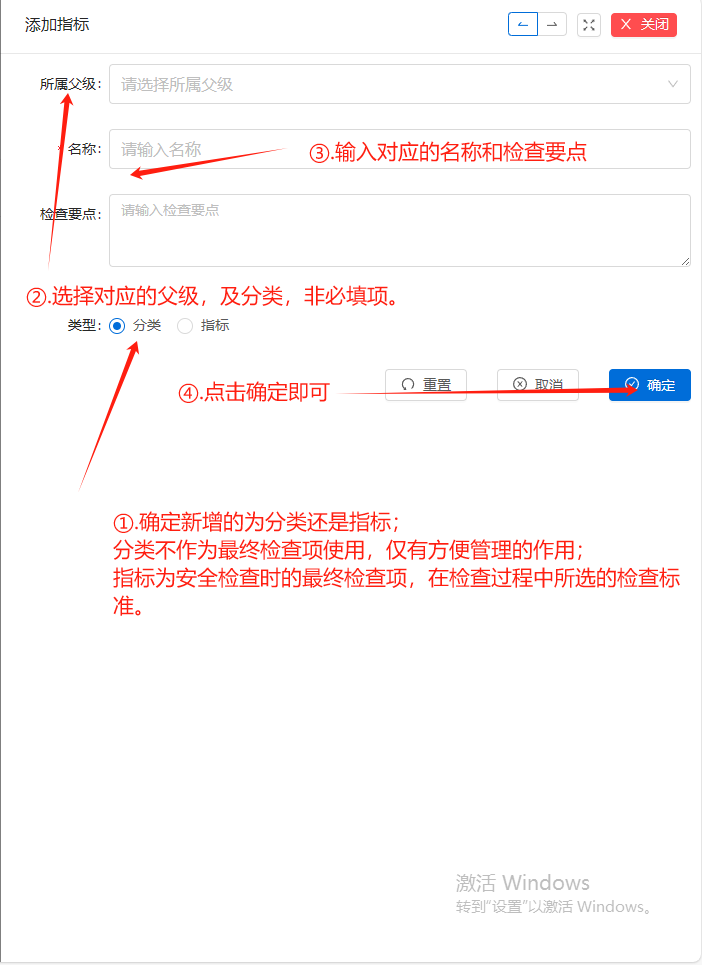 添加指标
关闭
所属父级：
请选择所属父级
* 名称：
请输入名称
③.输入对应的名称和检查要点
检查要点：
请输入检查要点
②.选择对应的父级，及分类，非必填项。
类型：
分类
指标
④.点击确定即可
重置
取消
确定
①.确定新增的为分类还是指标；
分类不作为最终检查项使用，仅有方便管理的作用；
指标为安全检查时的最终检查项，在检查过程中所选的检查标
准。
激活 Windows
转到“设置”以激活 Windows。